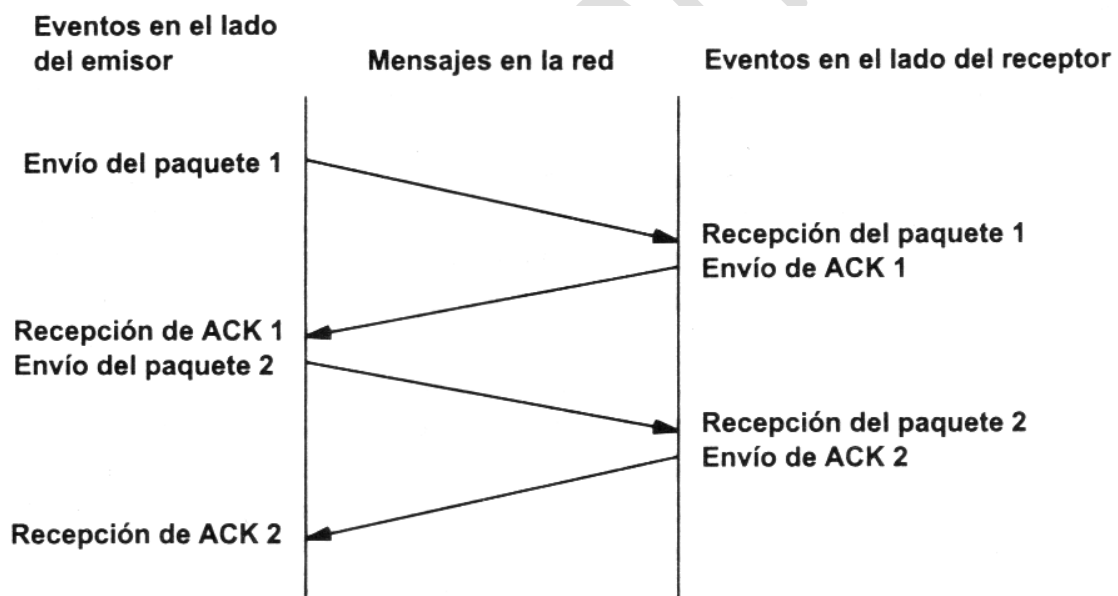 Eventos en el lado
del emisor
Mensajes en la red
Eventos en el lado del receptor
Envío del paquete 1
Recepción del paquete 1
Envío de ACK 1
Recepción de ACK 1
Envío del paquete 2
Recepción del paquete 2
Envío de ACK 2
Recepción de ACK 2